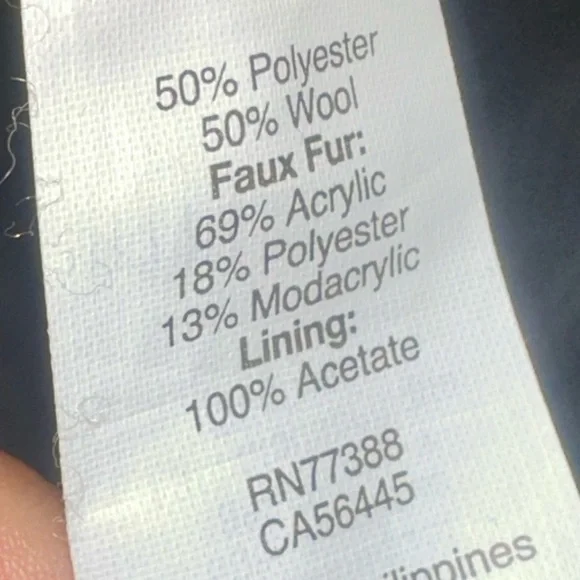 50% Polyester
50% Wool
Faux Fur:
69% Acrylic
18% Polyester
13% Modacrylic
Lining:
100% Acetate
RN77388
CA56445